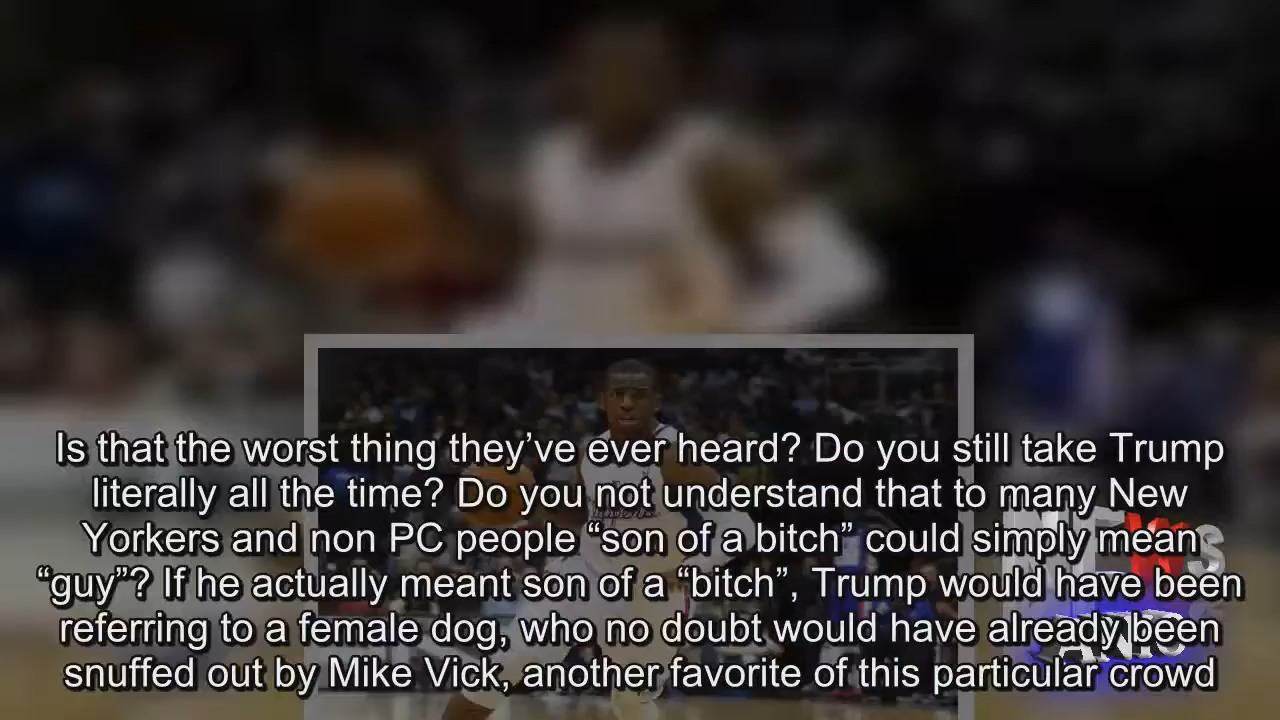 Is that the worst thing they’ve ever heard? Do you still take Trump
literally all the time? Do you not understand that to many New
Yorkers and non PC people “son of a bitch” could simply mean
“guy”? If he actually meant son of a “bitch”, Trump would have been
referring to a female dog, who no doubt would have already been
snuffed out by Mike Vick, another favorite of this particular crowd